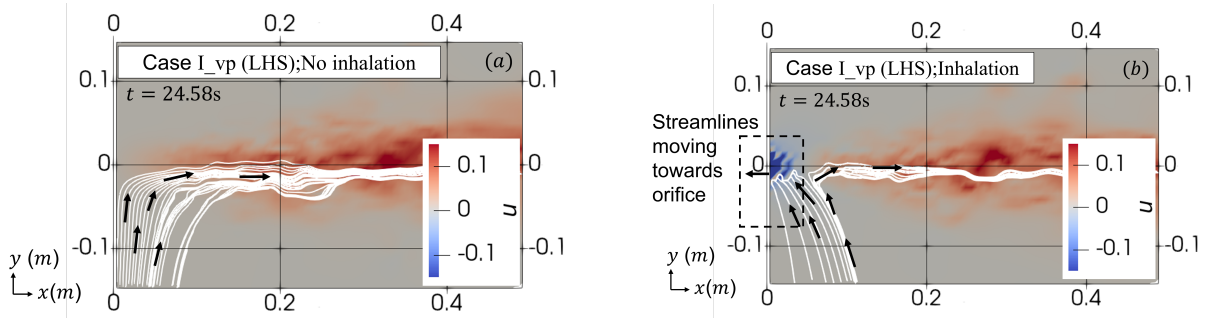 0 0.2 0.4
Case I_vp (LHS);No inhalation
(a)
0.1 0.1
t = 24.58s
0 0
-0.1 -0.1
0.1
0
-0.1
u
y (m)
x(m)
0 0.2 0.4
0 0.2 0.4
Case I_vp (LHS);Inhalation
(b)
0.1 0.1
t = 24.58s
Streamlines
moving
towards
orifice
0 0
-0.1 -0.1
0.1
0
-0.1
u
y (m)
x(m)
0 0.2 0.4